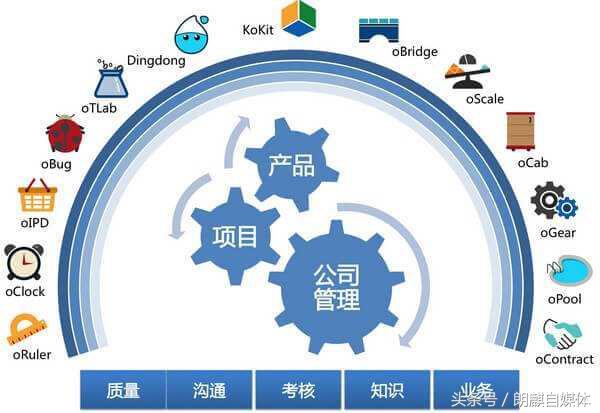 KoKit
oBridge
Dingdong
oScale
oTLab
oBug
oCab
oIPD
oGear
oClock
oPool
oRuler
oContract
产品
项目
公司
管理
质量
沟通
考核
知识
业务
头条号／朗麒自媒体